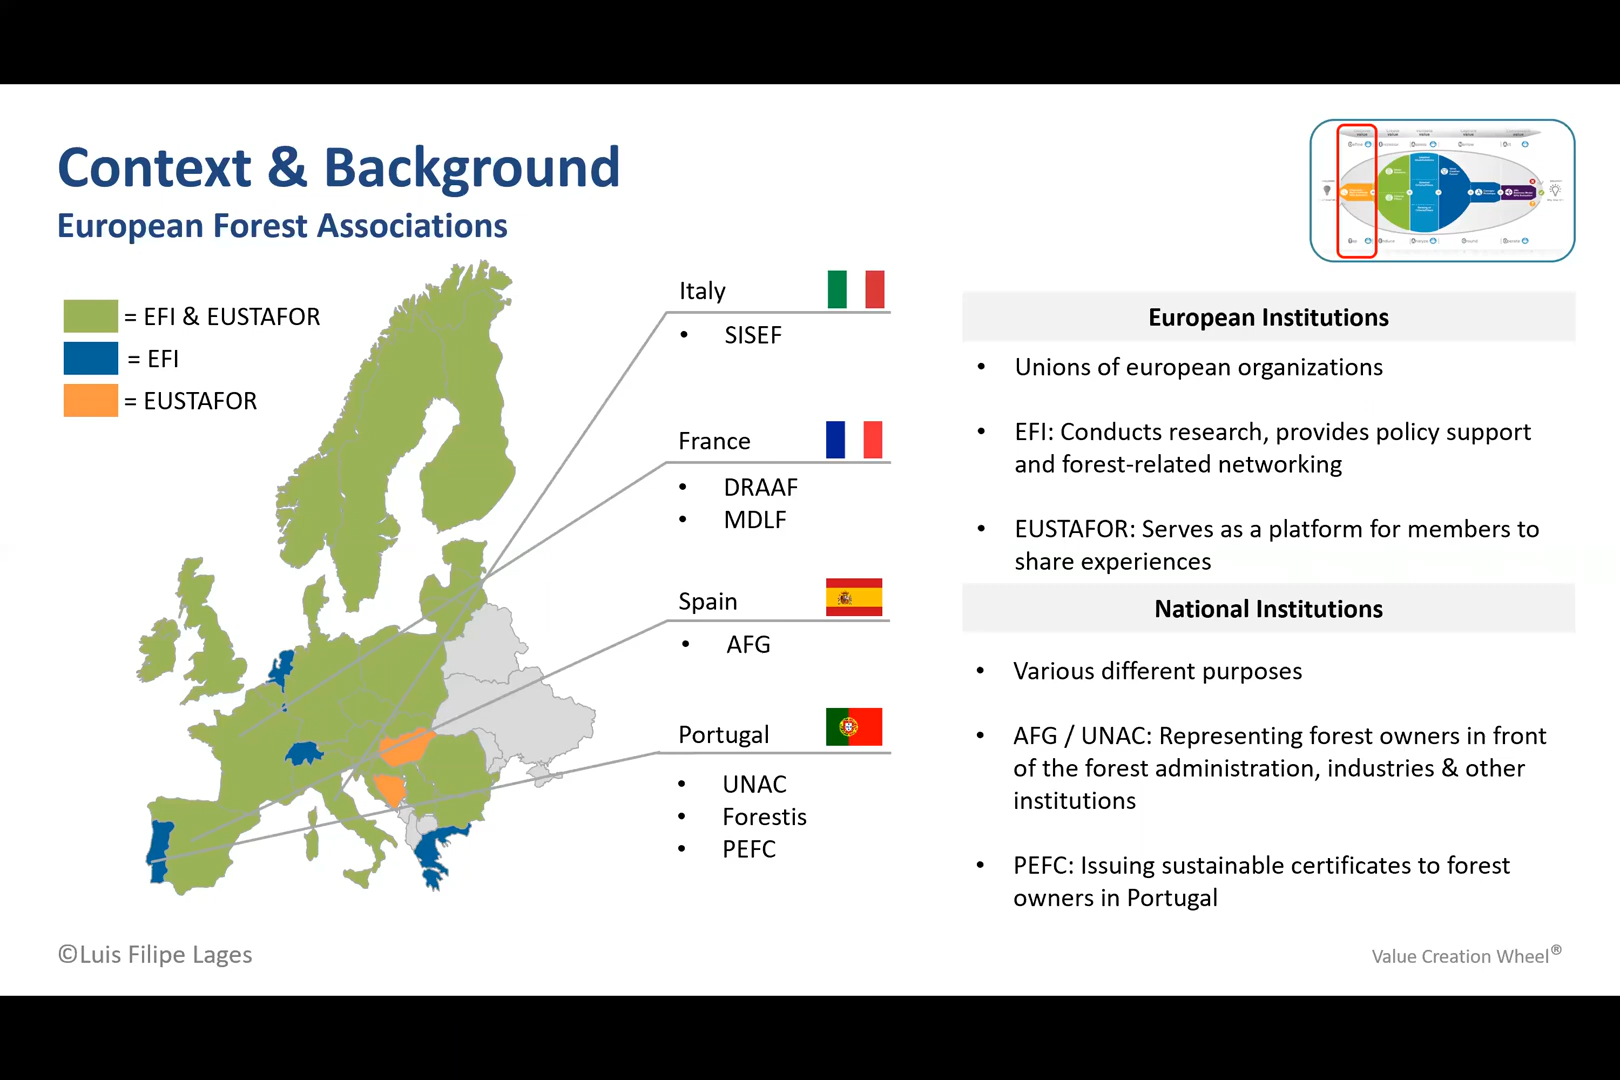 Context & Background
European Forest Associations
= EFI & EUSTAFOR
= EFI
= EUSTAFOR
Italy
• SISEF
France
• DRAAF
• MDLF
Spain
• AFG
Portugal
• UNAC
• Forestis
• PEFC
European Institutions
• Unions of european organizations
• EFI: Conducts research, provides policy support
and forest-related networking
• EUSTAFOR: Serves as a platform for members to
share experiences
National Institutions
• Various different purposes
• AFG / UNAC: Representing forest owners in front
of the forest administration, industries & other
institutions
• PEFC: Issuing sustainable certificates to forest
owners in Portugal
©Luis Filipe Lages
Value Creation Wheel®